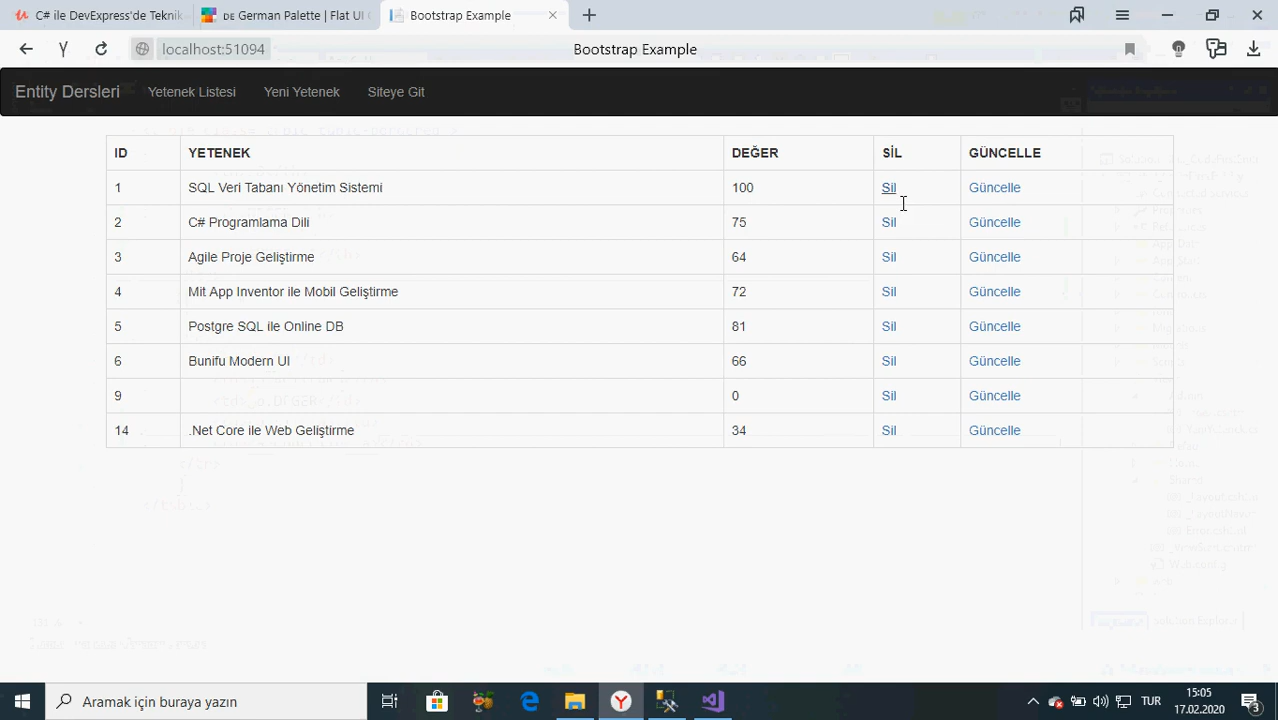 C# ile DevExpress'de Teknik
DE German Palette | Flat UI
Bootstrap Example
localhost:51094
Bootstrap Example
Entity Dersleri
Yetenek Listesi
Yeni Yetenek
Siteye Git
ID YETENEK DEĞER SİL GÜNCELLE
1 SQL Veri Tabanı Yönetim Sistemi 100 Sil Güncelle
2 C# Programlama Dili 75 Sil Güncelle
3 Agile Proje Geliştirme 64 Sil Güncelle
4 Mit App Inventor ile Mobil Geliştirme 72 Sil Güncelle
5 Postgre SQL ile Online DB 81 Sil Güncelle
6 Bunifu Modern UI 66 Sil Güncelle
9 0 Sil Güncelle
14 .Net Core ile Web Geliştirme 34 Sil Güncelle
Aramak için buraya yazın
TUR
15:05
17.02.2020
3